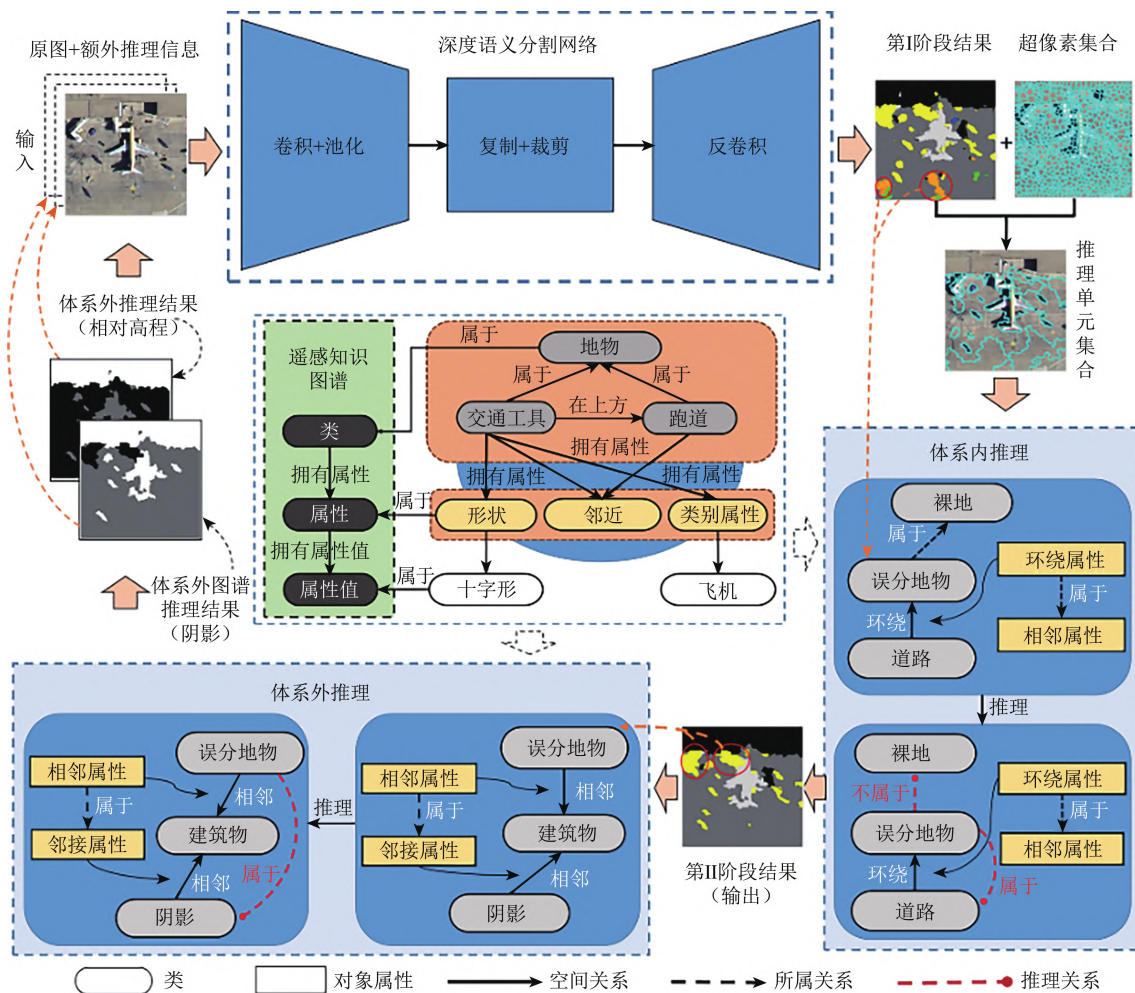 原图+额外推理信息
输入
深度语义分割网络
卷积+池化
复制+裁剪
反卷积
第I阶段结果
超像素集合
+
推理单元集合
体系外推理结果
（相对高程）
体系外图谱
推理结果
（阴影）
遥感知识
图谱
类
拥有属性
属性
拥有属性值
属性值
属于
地物
属于
属于
交通工具
在上方
跑道
拥有属性
拥有属性
拥有属性
属于
形状
邻近
类别属性
属于
十字形
飞机
体系内推理
裸地
属于
误分地物
环绕属性
环绕
属于
道路
相邻属性
推理
裸地
不属于
环绕属性
误分地物
属于
环绕
属于
相邻属性
道路
体系外推理
误分地物
相邻属性
相邻
属于
建筑物
邻接属性
相邻
属于
阴影
推理
误分地物
相邻属性
相邻
属于
建筑物
邻接属性
相邻
阴影
第II阶段结果
（输出）
类
对象属性
空间关系
所属关系
推理关系